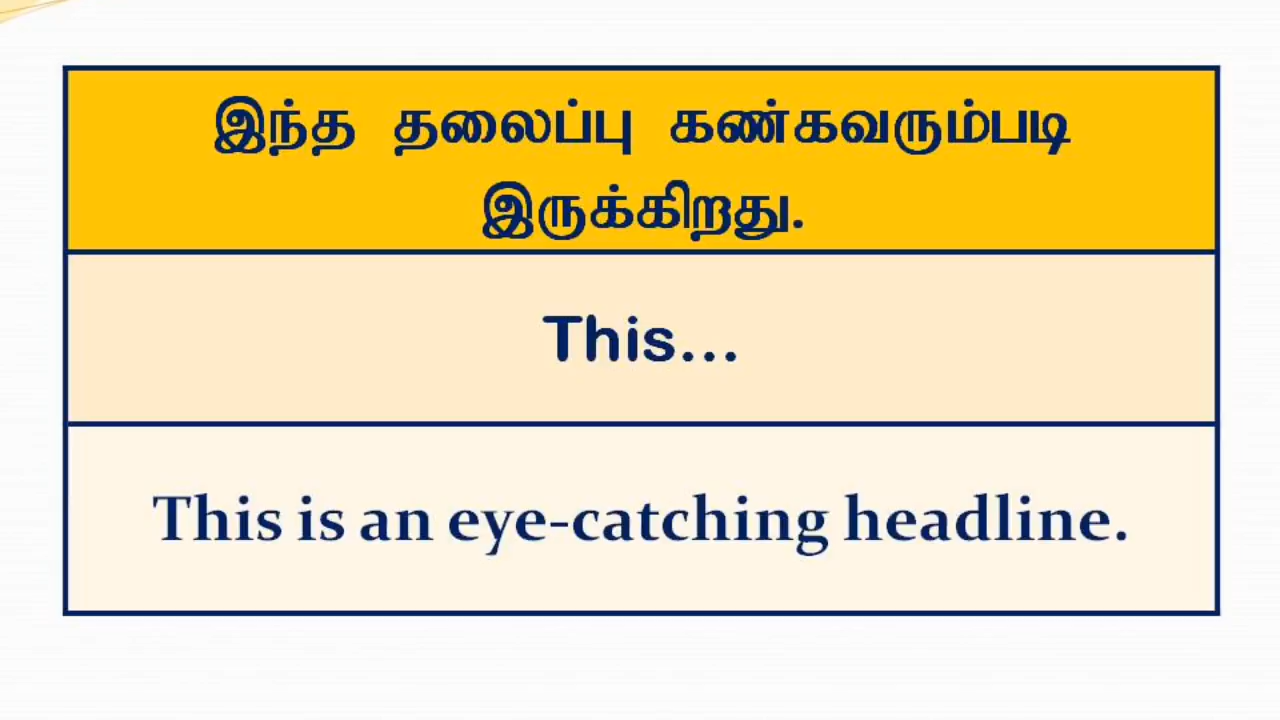 இந்த தலைப்பு கண்கவரும்படி
இருக்கிறது.
This...
This is an eye-catching headline.